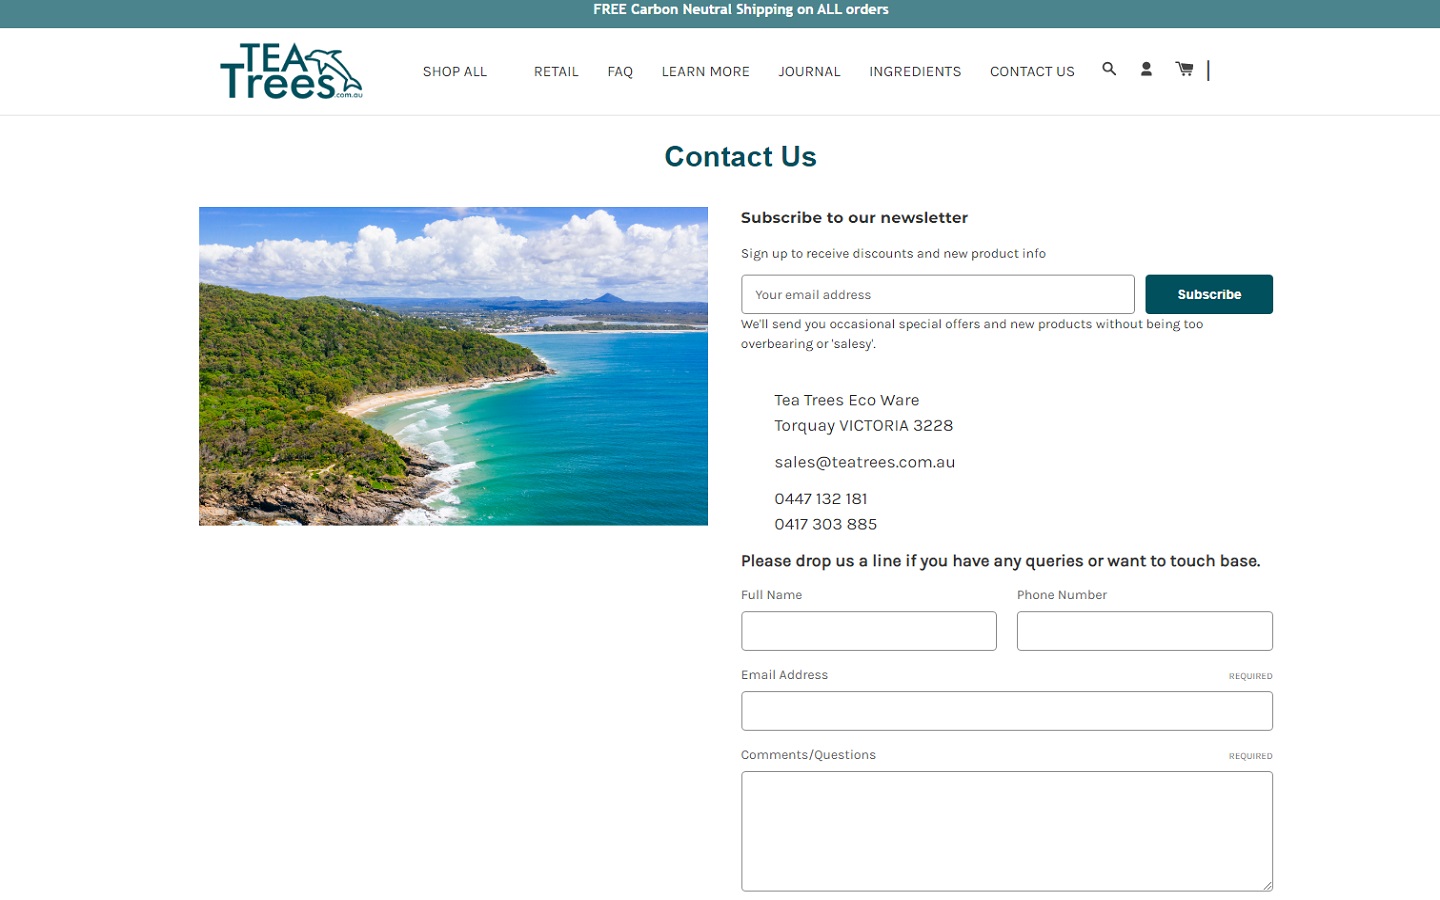 FREE Carbon Neutral Shipping on ALL orders
TEA
Trees
.com.au
SHOP ALL
RETAIL
FAQ
LEARN MORE
JOURNAL
INGREDIENTS
CONTACT US
Contact Us
Subscribe to our newsletter
Sign up to receive discounts and new product info
Your email address
Subscribe
We'll send you occasional special offers and new products without being too
overbearing or 'salesy'.
Tea Trees Eco Ware
Torquay VICTORIA 3228
sales@teatrees.com.au
0447 132 181
0417 303 885
Please drop us a line if you have any queries or want to touch base.
Full Name
Phone Number
Email Address
REQUIRED
Comments/Questions
REQUIRED